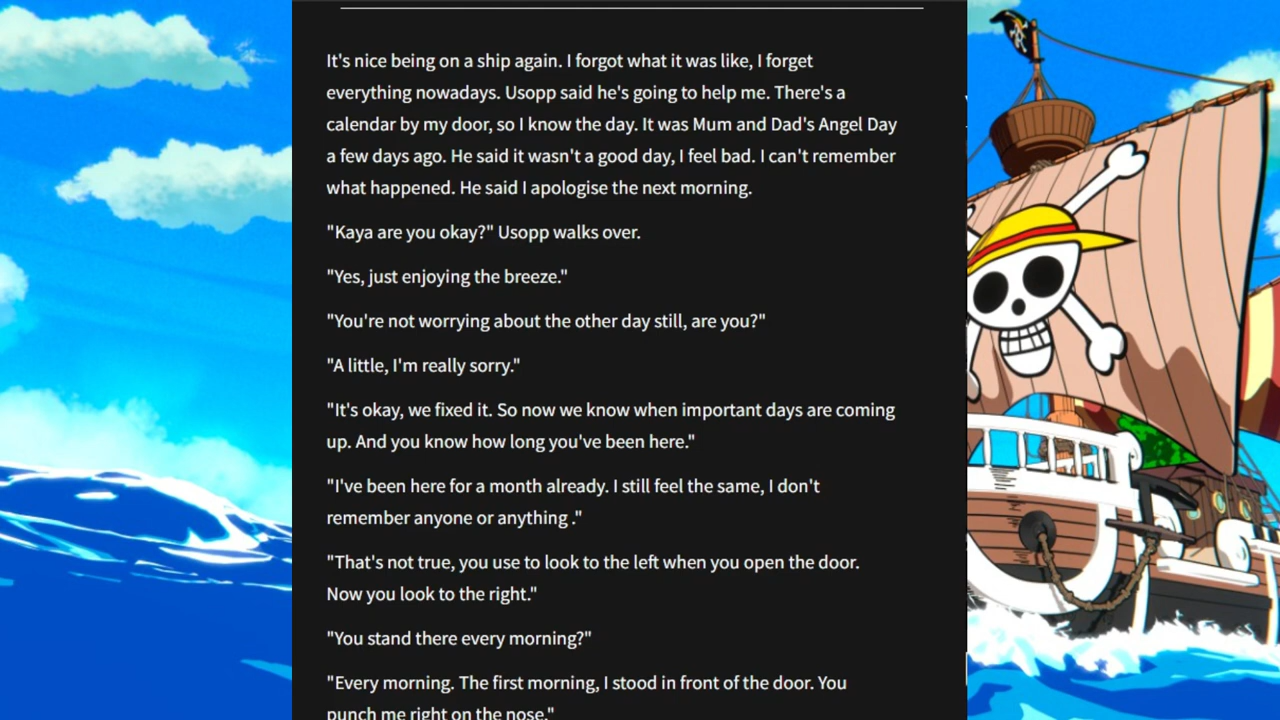 It's nice being on a ship again. I forgot what it was like, I forget
everything nowadays. Usopp said he's going to help me. There's a
calendar by my door, so I know the day. It was Mum and Dad's Angel Day
a few days ago. He said it wasn't a good day, I feel bad. I can't remember
what happened. He said I apologise the next morning.
"Kaya are you okay?" Usopp walks over.
"Yes, just enjoying the breeze."
"You're not worrying about the other day still, are you?"
"A little, I'm really sorry."
"It's okay, we fixed it. So now we know when important days are coming
up. And you know how long you've been here."
"I've been here for a month already. I still feel the same, I don't
remember anyone or anything ."
"That's not true, you use to look to the left when you open the door.
Now you look to the right."
"You stand there every morning?"
"Every morning. The first morning, I stood in front of the door. You
punch me right on the nose."